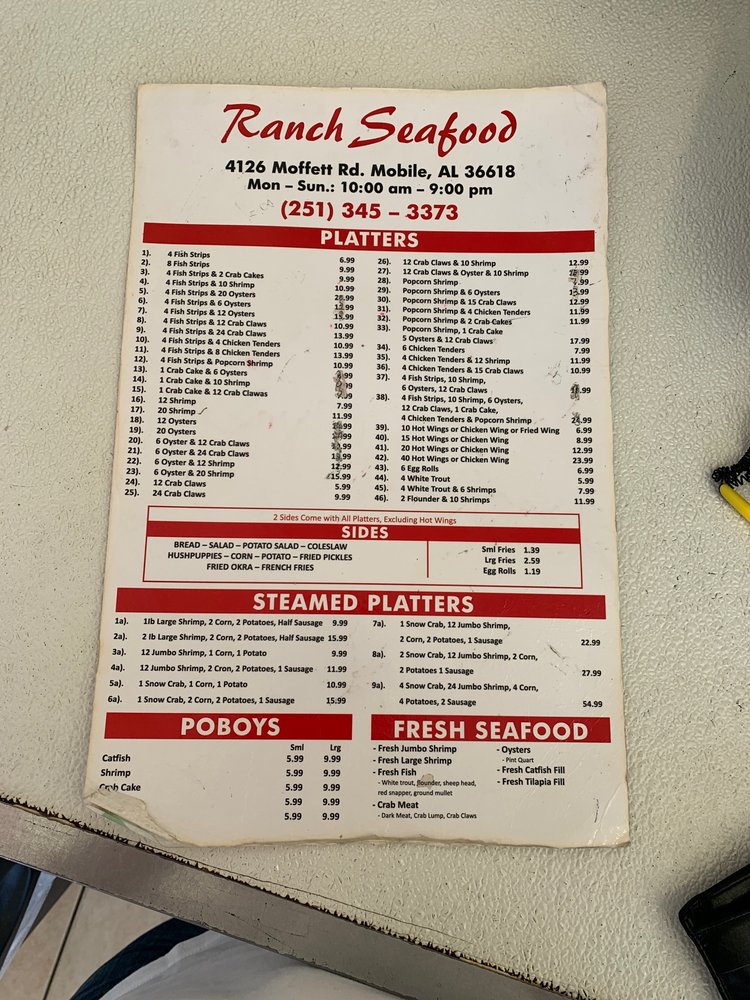 Ranch Seafood
4126 Moffett Rd. Mobile, AL 36618
Mon – Sun.: 10:00 am – 9:00 pm
(251) 345 – 3373
PLATTERS
1). 4 Fish Strips 6.99
2). 8 Fish Strips 9.99
3). 4 Fish Strips & 2 Crab Cakes 9.99
4). 4 Fish Strips & 10 Shrimp 10.99
5). 4 Fish Strips & 20 Oysters
6). 4 Fish Strips & 6 Oysters
7). 4 Fish Strips & 12 Oysters 15.99
8). 4 Fish Strips & 12 Crab Claws 10.99
9). 4 Fish Strips & 24 Crab Claws 13.99
10). 4 Fish Strips & 4 Chicken Tenders 10.99
11). 4 Fish Strips & 8 Chicken Tenders 13.99
12). 4 Fish Strips & Popcorn Shrimp 10.99
13). 1 Crab Cake & 6 Oysters
14). 1 Crab Cake & 10 Shrimp
15). 1 Crab Cake & 12 Crab Clawas
16). 12 Shrimp 7.99
17). 20 Shrimp 11.99
18). 12 Oysters
19). 20 Oysters
20). 6 Oyster & 12 Crab Claws
21). 6 Oyster & 24 Crab Claws
22). 6 Oyster & 12 Shrimp 12.99
23). 6 Oyster & 20 Shrimp 15.99
24). 12 Crab Claws 5.99
25). 24 Crab Claws 9.99
26). 12 Crab Claws & 10 Shrimp 12.99
27). 12 Crab Claws & Oyster & 10 Shrimp
28). Popcorn Shrimp
29). Popcorn Shrimp & 6 Oysters
30). Popcorn Shrimp & 15 Crab Claws 12.99
31). Popcorn Shrimp & 4 Chicken Tenders 11.99
32). Popcorn Shrimp & 2 Crab Cakes 11.99
33). Popcorn Shrimp, 1 Crab Cake
5 Oysters & 12 Crab Claws 17.99
34). 6 Chicken Tenders 7.99
35). 4 Chicken Tenders & 12 Shrimp 11.99
36). 4 Chicken Tenders & 15 Crab Claws 10.99
37). 4 Fish Strips, 10 Shrimp,
6 Oysters, 12 Crab Claws
38). 4 Fish Strips, 10 Shrimp, 6 Oysters,
12 Crab Claws, 1 Crab Cake,
4 Chicken Tenders & Popcorn Shrimp 24.99
39). 10 Hot Wings or Chicken Wing or Fried Wing 6.99
40). 15 Hot Wings or Chicken Wing 8.99
41). 20 Hot Wings or Chicken Wing 12.99
42). 40 Hot Wings or Chicken Wing 23.99
43). 6 Egg Rolls 6.99
44). 4 White Trout 5.99
45). 4 White Trout & 6 Shrimps 7.99
46). 2 Flounder & 10 Shrimps 11.99
2 Sides Come with All Platters, Excluding Hot Wings
SIDES
BREAD – SALAD – POTATO SALAD – COLESLAW
HUSHPUPPIES – CORN – POTATO – FRIED PICKLES
FRIED OKRA – FRENCH FRIES
Sml Fries 1.39
Lrg Fries 2.59
Egg Rolls 1.19
STEAMED PLATTERS
1a). 1lb Large Shrimp, 2 Corn, 2 Potatoes, Half Sausage 9.99
2a). 2 lb Large Shrimp, 2 Corn, 2 Potatoes, Half Sausage 15.99
3a). 12 Jumbo Shrimp, 1 Corn, 1 Potato 9.99
4a). 12 Jumbo Shrimp, 2 Cron, 2 Potatoes, 1 Sausage 11.99
5a). 1 Snow Crab, 1 Corn, 1 Potato 10.99
6a). 1 Snow Crab, 2 Corn, 2 Potatoes, 1 Sausage 15.99
7a). 1 Snow Crab, 12 Jumbo Shrimp,
2 Corn, 2 Potatoes, 1 Sausage 22.99
8a). 2 Snow Crab, 12 Jumbo Shrimp, 2 Corn,
2 Potatoes 1 Sausage 27.99
9a). 4 Snow Crab, 24 Jumbo Shrimp, 4 Corn,
4 Potatoes, 2 Sausage 54.99
POBOYS
Sml Lrg
Catfish 5.99 9.99
Shrimp 5.99 9.99
Crab Cake 5.99 9.99
5.99 9.99
5.99 9.99
FRESH SEAFOOD
- Fresh Jumbo Shrimp
- Fresh Large Shrimp
- Fresh Fish
- White trout, flounder, sheep head,
red snapper, ground mullet
- Crab Meat
- Dark Meat, Crab Lump, Crab Claws
- Oysters
- Pint Quart
- Fresh Catfish Fill
- Fresh Tilapia Fill